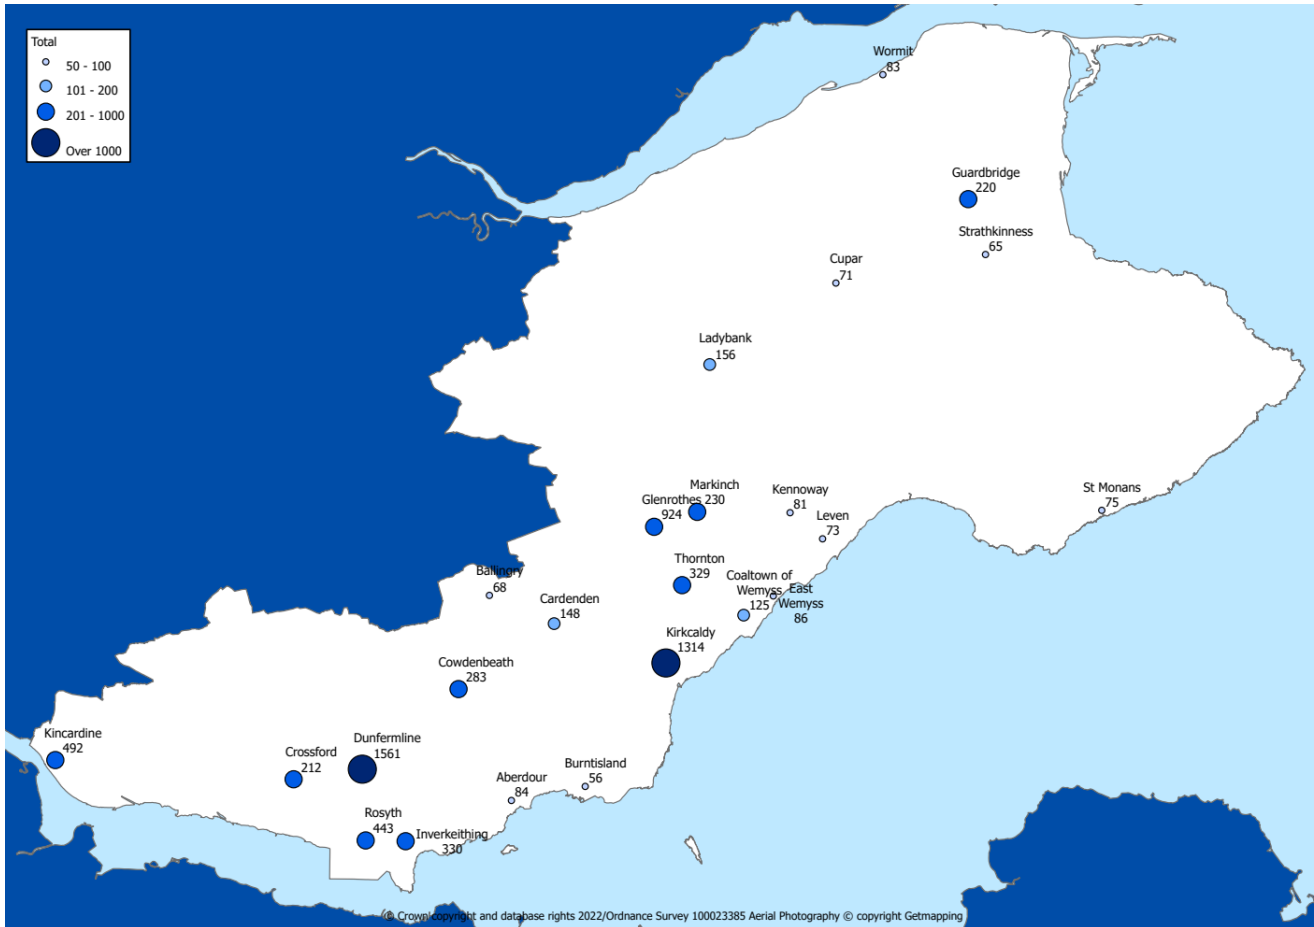 Total
50 - 100
101 - 200
201 - 1000
Over 1000
Wormit
83
Guardbridge
220
Strathkinness
65
Cupar
71
Ladybank
156
Markinch
230
Glenrothes
924
Kennoway
81
Leven
73
St Monans
75
Thornton
329
Ballingry
68
Cardenden
148
Coaltown of
Wemyss
125
East
Wemyss
86
Kirkcaldy
1314
Cowdenbeath
283
Kincardine
492
Crossford
212
Dunfermline
1561
Burntisland
56
Aberdour
84
Rosyth
443
Inverkeithing
330
© Crown copyright and database rights 2022/Ordnance Survey 100023385 Aerial Photography © copyright Getmapping